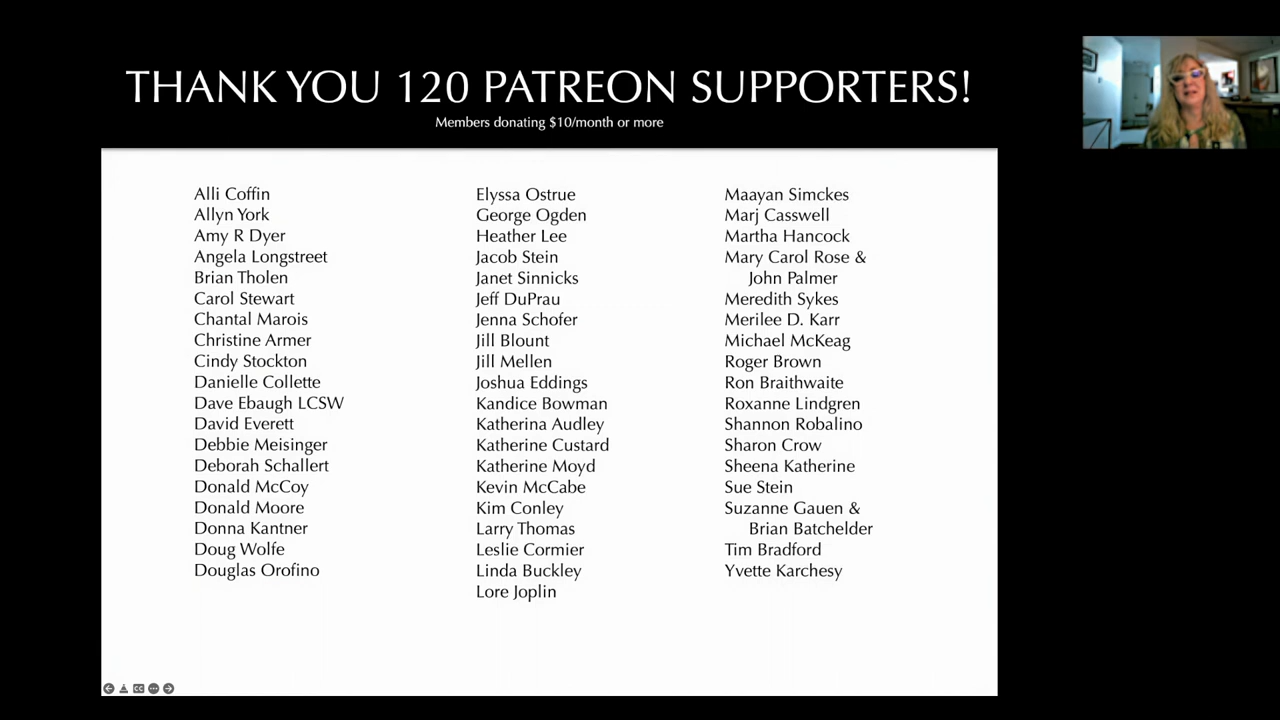 THANK YOU 120 PATREON SUPPORTERS!
Members donating $10/month or more
Alli Coffin
Allyn York
Amy R Dyer
Angela Longstreet
Brian Tholen
Carol Stewart
Chantal Marois
Christine Armer
Cindy Stockton
Danielle Collette
Dave Ebaugh LCSW
David Everett
Debbie Meisinger
Deborah Schallert
Donald McCoy
Donald Moore
Donna Kantner
Doug Wolfe
Douglas Orofino
Elyssa Ostrue
George Ogden
Heather Lee
Jacob Stein
Janet Sinnicks
Jeff DuPrau
Jenna Schofer
Jill Blount
Jill Mellen
Joshua Eddings
Kandice Bowman
Katherina Audley
Katherine Custard
Katherine Moyd
Kevin McCabe
Kim Conley
Larry Thomas
Leslie Cormier
Linda Buckley
Lore Joplin
Maayan Simckes
Marj Casswell
Martha Hancock
Mary Carol Rose &
John Palmer
Meredith Sykes
Merilee D. Karr
Michael McKeag
Roger Brown
Ron Braithwaite
Roxanne Lindgren
Shannon Robalino
Sharon Crow
Sheena Katherine
Sue Stein
Suzanne Gauen &
Brian Batchelder
Tim Bradford
Yvette Karchesy